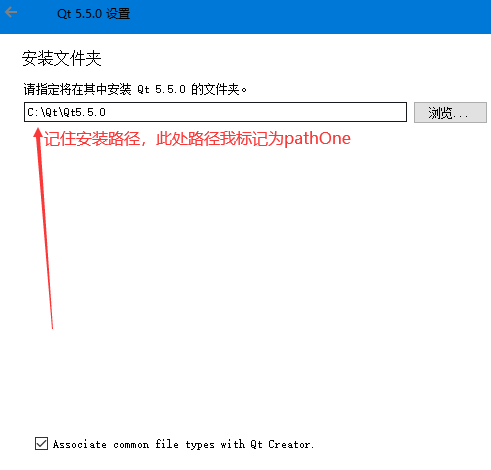 Qt 5.5.0 设置
安装文件夹
请指定将在其中安装 Qt 5.5.0 的文件夹。
C:\Qt\Qt5.5.0
浏览...
记住安装路径，此处路径我标记为pathOne
Associate common file types with Qt Creator.